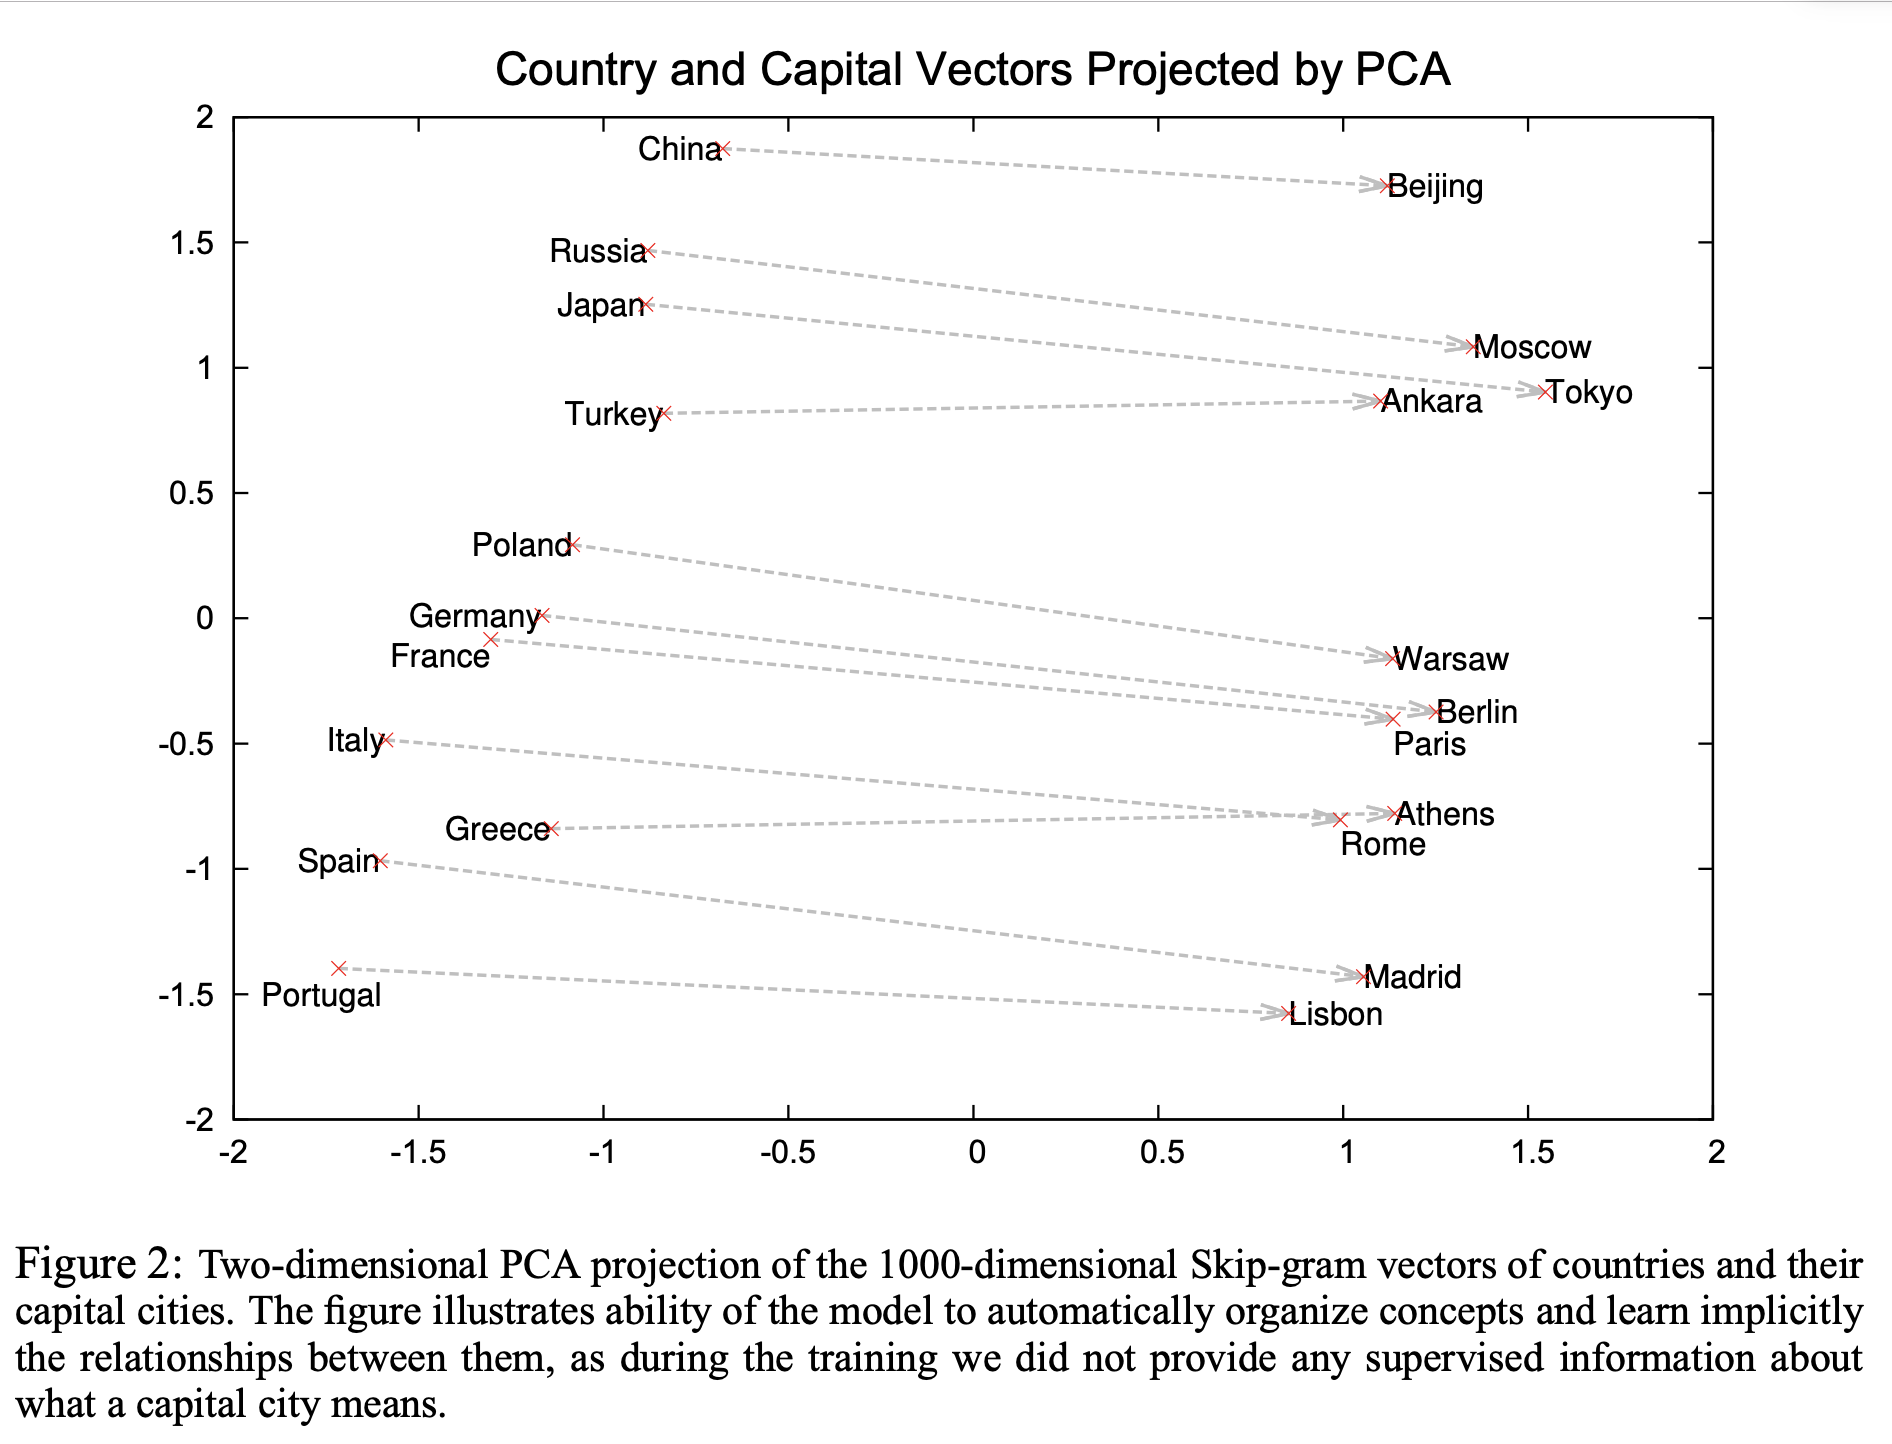 Country and Capital Vectors Projected by PCA
2
China
Beijing
1.5
Russia
Japan
Moscow
1
Tokyo
Ankara
Turkey
0.5
Poland
0
Germany
France
Warsaw
Berlin
-0.5
Italy
Paris
Athens
Greece
Rome
-1
Spain
Madrid
-1.5
Portugal
Lisbon
-2
-2 -1.5 -1 -0.5 0 0.5 1 1.5 2
Figure 2: Two-dimensional PCA projection of the 1000-dimensional Skip-gram vectors of countries and their
capital cities. The figure illustrates ability of the model to automatically organize concepts and learn implicitly
the relationships between them, as during the training we did not provide any supervised information about
what a capital city means.